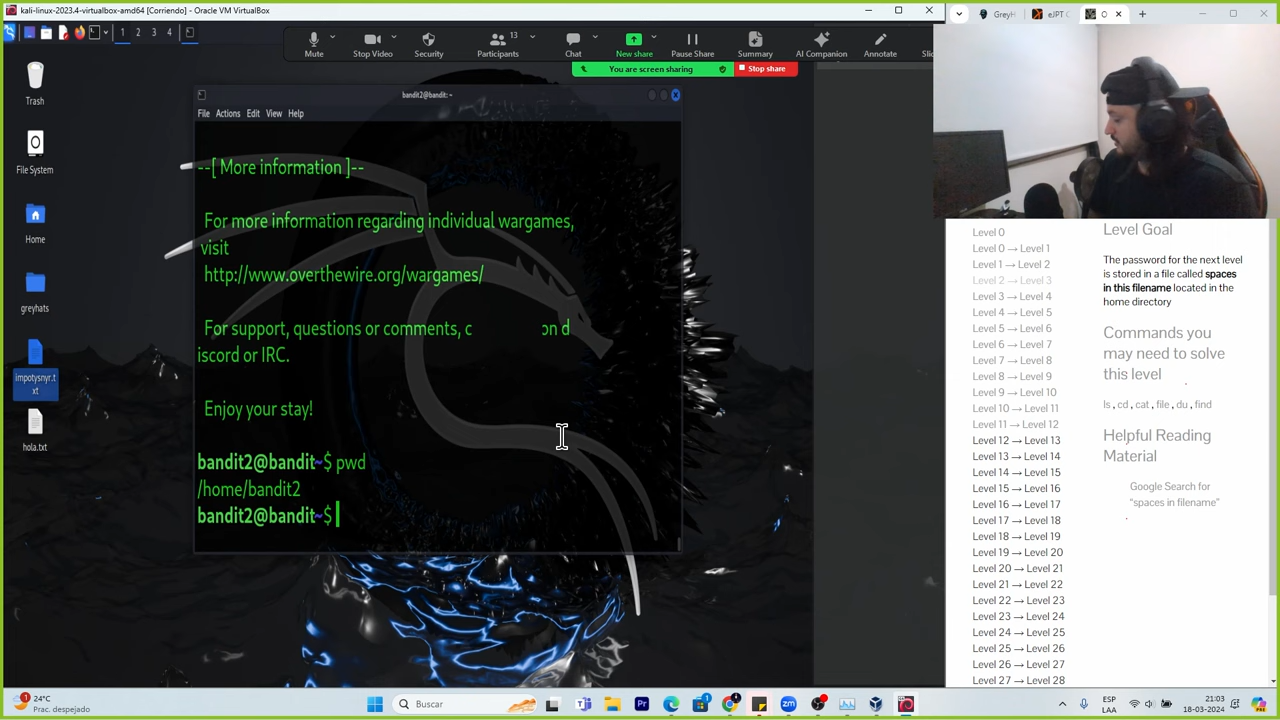 kali-linux-2023.4-virtualbox-amd64 [Corriendo] - Oracle VM VirtualBox
GreyH
eJPT C
O
1 2 3 4
Mute
Stop Video
Security
Participants
13
Chat
New share
Pause Share
Summary
AI Companion
Annotate
You are screen sharing
Stop share
Trash
File System
Home
greyhats
impotysnyr.t
xt
hola.txt
bandit2@bandit: ~
File Actions Edit View Help
--[ More information ]--
For more information regarding individual wargames,
visit
http://www.overthewire.org/wargames/
For support, questions or comments, c on d
iscord or IRC.
Enjoy your stay!
bandit2@bandit:~$ pwd
/home/bandit2
bandit2@bandit:~$
Level 0
Level 0 → Level 1
Level 1 → Level 2
Level 2 → Level 3
Level 3 → Level 4
Level 4 → Level 5
Level 5 → Level 6
Level 6 → Level 7
Level 7 → Level 8
Level 8 → Level 9
Level 9 → Level 10
Level 10 → Level 11
Level 11 → Level 12
Level 12 → Level 13
Level 13 → Level 14
Level 14 → Level 15
Level 15 → Level 16
Level 16 → Level 17
Level 17 → Level 18
Level 18 → Level 19
Level 19 → Level 20
Level 20 → Level 21
Level 21 → Level 22
Level 22 → Level 23
Level 23 → Level 24
Level 24 → Level 25
Level 25 → Level 26
Level 26 → Level 27
Level 27 → Level 28
Level Goal
The password for the next level
is stored in a file called spaces
in this filename located in the
home directory
Commands you
may need to solve
this level
ls , cd , cat , file , du , find
Helpful Reading
Material
Google Search for
“spaces in filename”
1
24°C
Prac. despejado
Buscar
ESP
LAA
21:03
18-03-2024